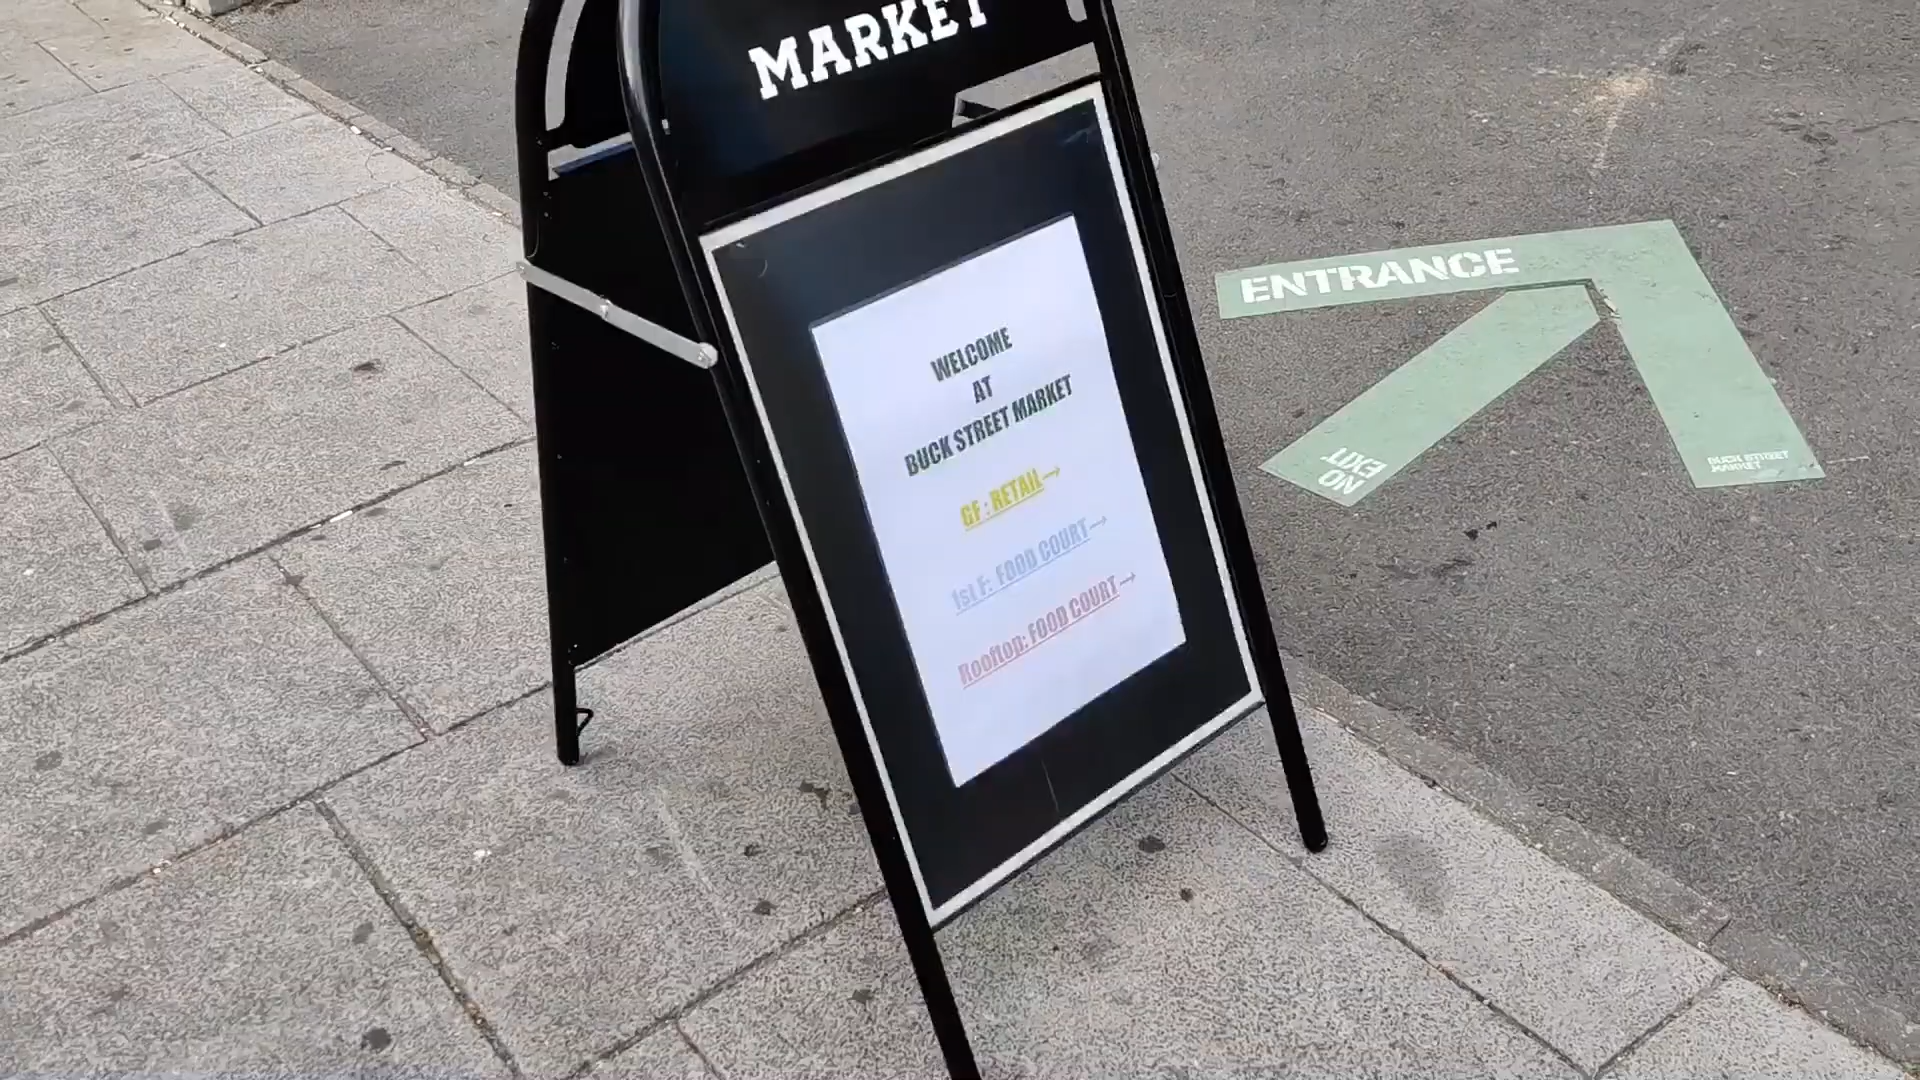 MARKET
WELCOME
AT
BUCK STREET MARKET
GF : RETAIL→
1st F: FOOD COURT→
Rooftop: FOOD COURT→
ENTRANCE
NO
EXIT
BUCK STREET
MARKET